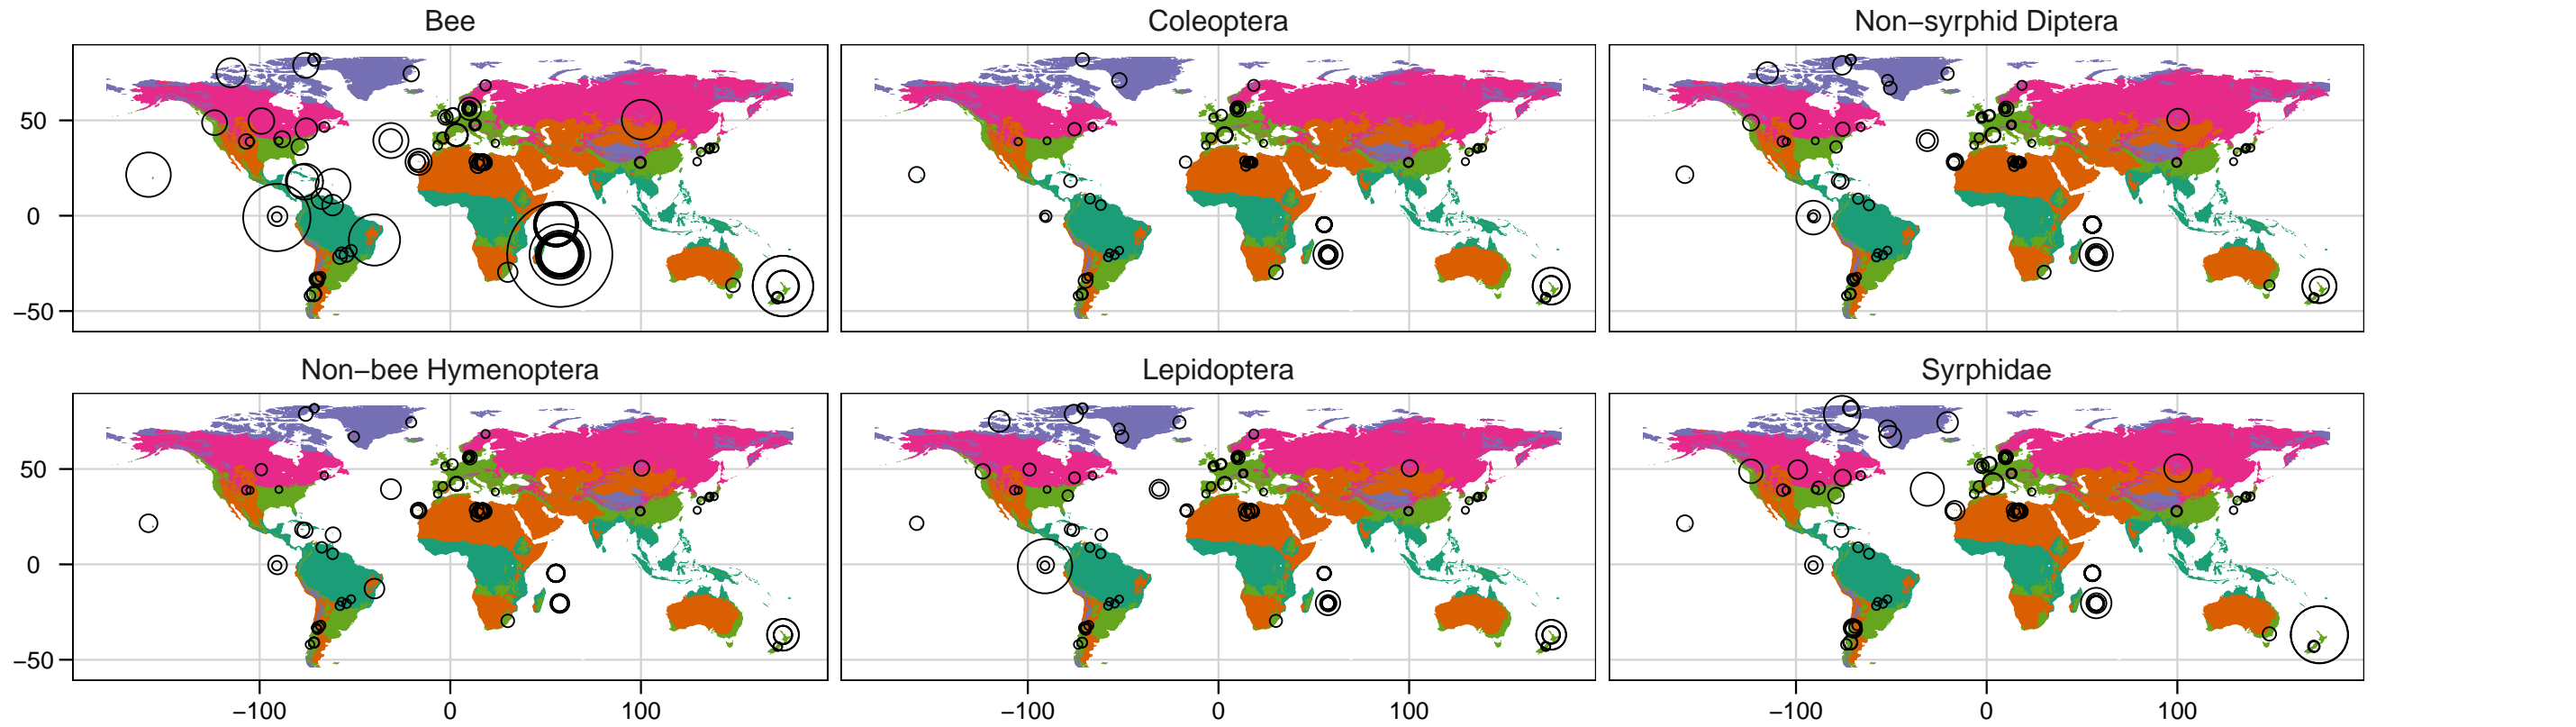 Bee
Coleoptera
Non−syrphid Diptera
50
0
−50
Non−bee Hymenoptera
Lepidoptera
Syrphidae
50
0
−50
−100 0 100
−100 0 100
−100 0 100